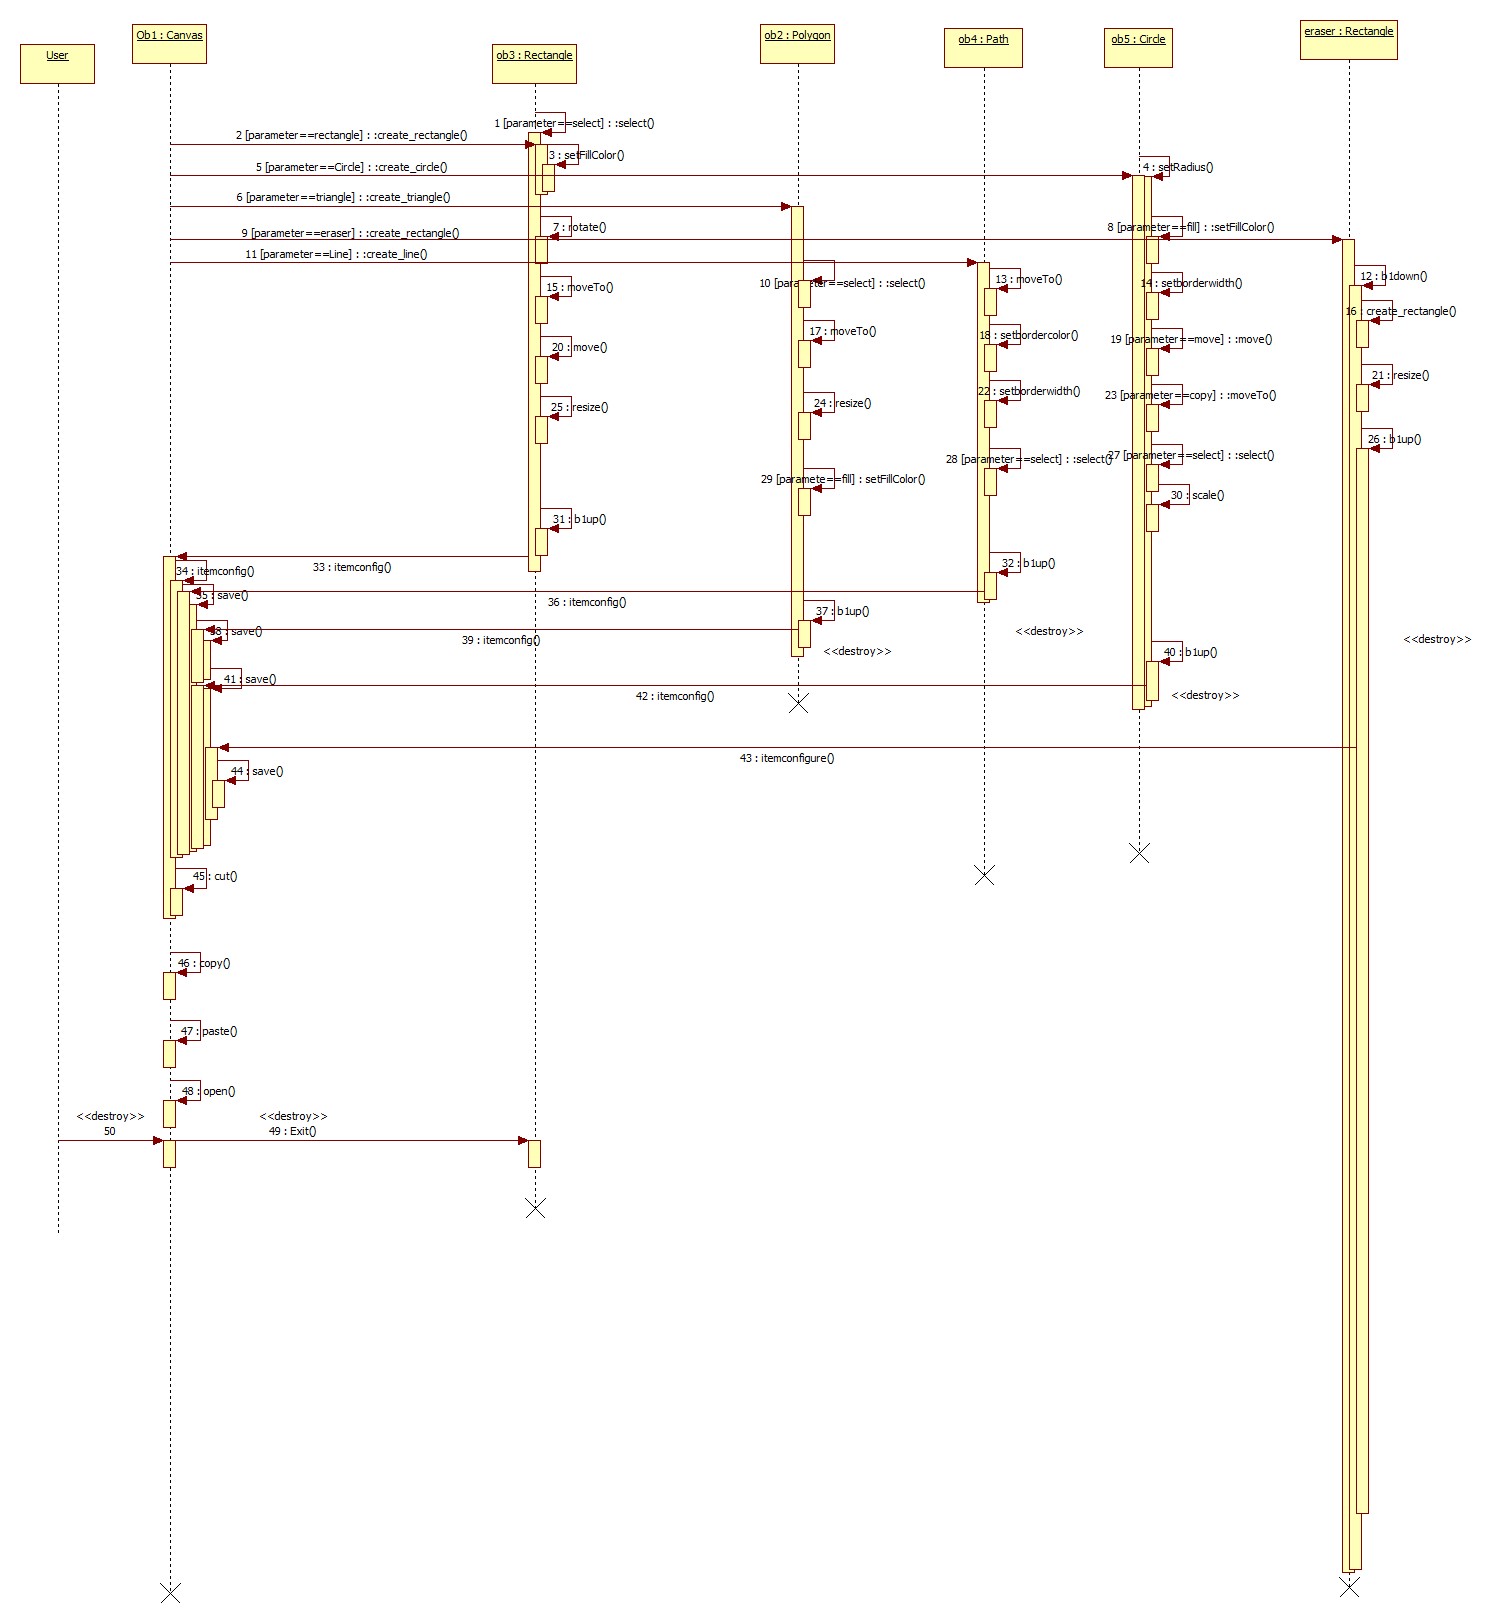 User
Ob1 : Canvas
ob3 : Rectangle
ob2 : Polygon
ob4 : Path
ob5 : Circle
eraser : Rectangle
1 [parameter==select] : :select()
2 [parameter==rectangle] : :create_rectangle()
3 : setFillColor()
4 : setRadius()
5 [parameter==Circle] : :create_circle()
6 [parameter==triangle] : :create_triangle()
7 : rotate()
8 [parameter==fill] : :setFillColor()
9 [parameter==eraser] : :create_rectangle()
10 [parameter==select] : :select()
11 [parameter==Line] : :create_line()
12 : b1down()
13 : moveTo()
14 : setborderwidth()
15 : moveTo()
16 : create_rectangle()
17 : moveTo()
18 : setbordercolor()
19 [parameter==move] : :move()
20 : move()
21 : resize()
22 : setborderwidth()
23 [parameter==copy] : :moveTo()
24 : resize()
25 : resize()
26 : b1up()
27 [parameter==select] : :select()
28 [parameter==select] : :select()
29 [paramete==fill] : setFillColor()
30 : scale()
31 : b1up()
32 : b1up()
33 : itemconfig()
34 : itemconfig()
35 : save()
36 : itemconfig()
37 : b1up()
38 : save()
39 : itemconfig()
<<destroy>>
<<destroy>>
<<destroy>>
40 : b1up()
41 : save()
42 : itemconfig()
<<destroy>>
43 : itemconfigure()
44 : save()
45 : cut()
46 : copy()
47 : paste()
48 : open()
<<destroy>>
50
<<destroy>>
49 : Exit()